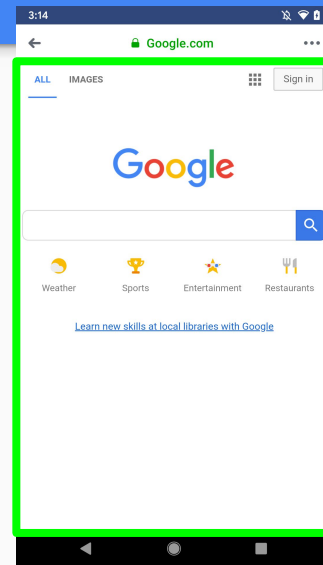 3:14
Google.com
ALL IMAGES Sign in
Google
Weather Sports Entertainment Restaurants
Learn new skills at local libraries with Google